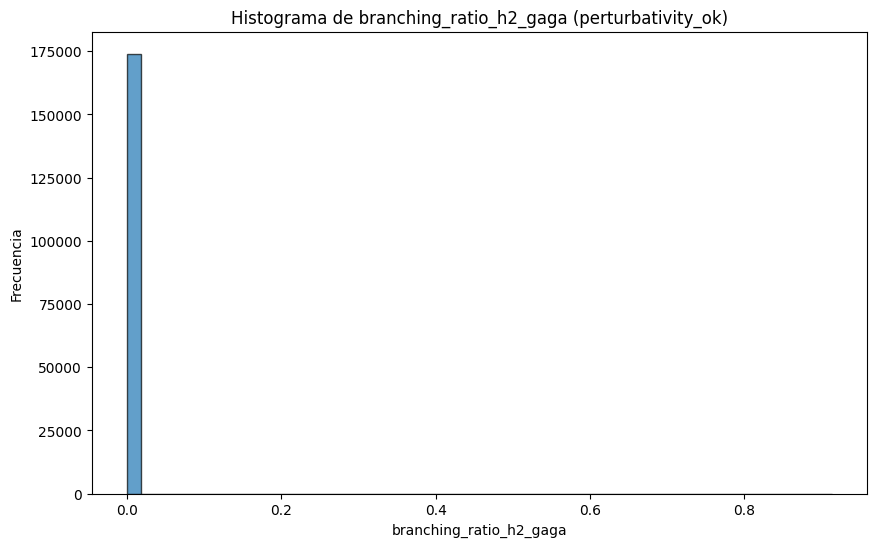 Histograma de branching_ratio_h2_gaga (perturbativity_ok)
175000
150000
125000
100000
75000
50000
25000
0
Frecuencia
0.0 0.2 0.4 0.6 0.8
branching_ratio_h2_gaga